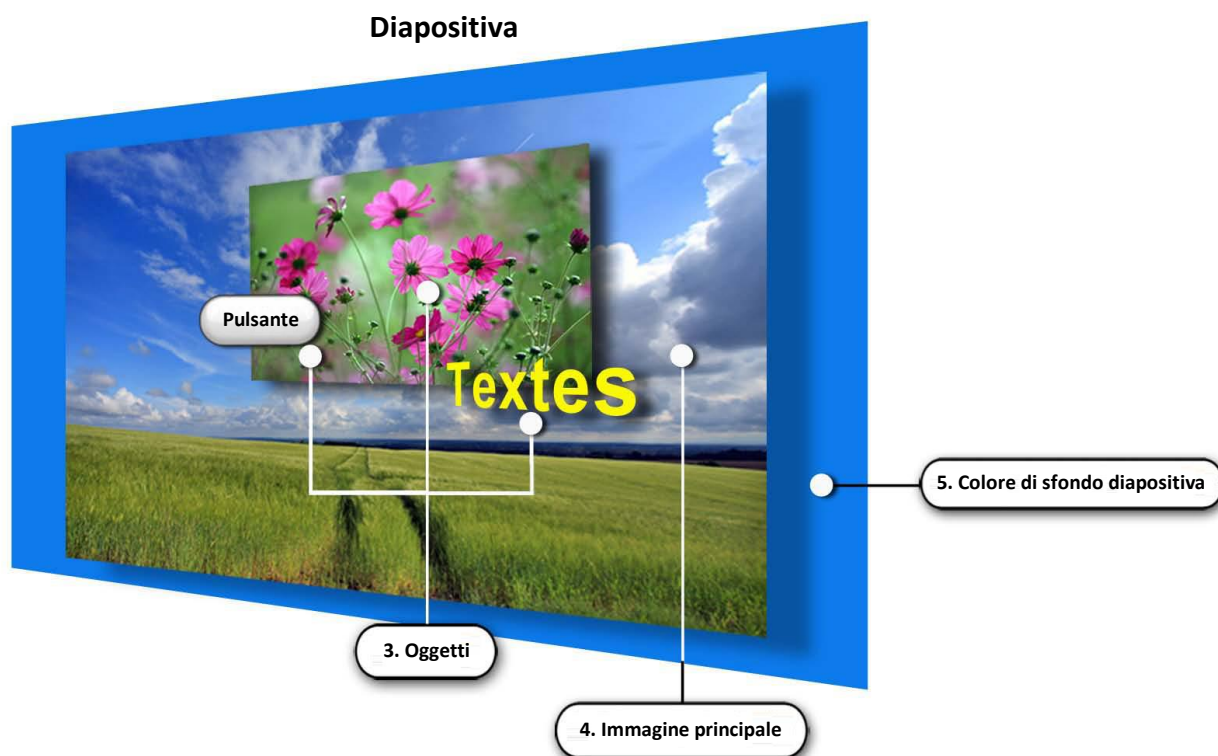 Diapositiva
Pulsante
Textes
5. Colore di sfondo diapositiva
3. Oggetti
4. Immagine principale